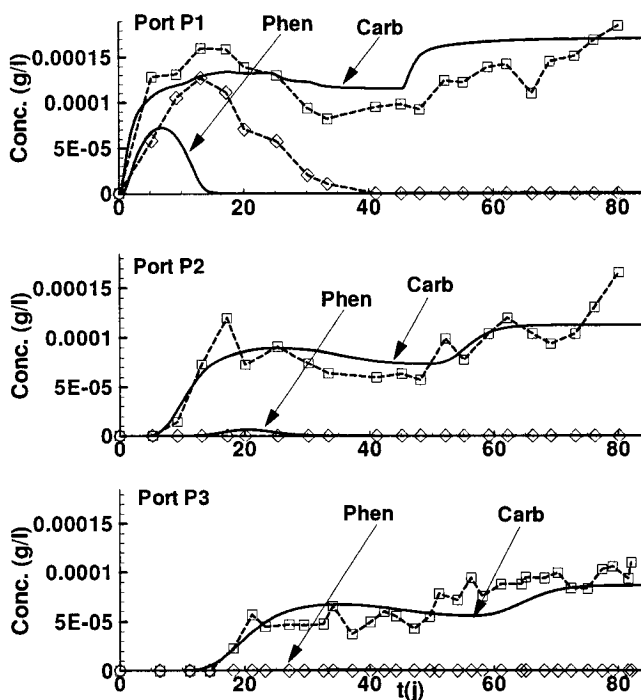 Port P1
Phen
Carb
Conc. (g/l)
0.00015
0.0001
5E-05
0
0 20 40 60 80
Port P2
Phen
Carb
Conc. (g/l)
0.00015
0.0001
5E-05
0
0 20 40 60 80
Port P3
Phen
Carb
Conc. (g/l)
0.00015
0.0001
5E-05
0
0 20 40 60 80
t(j)